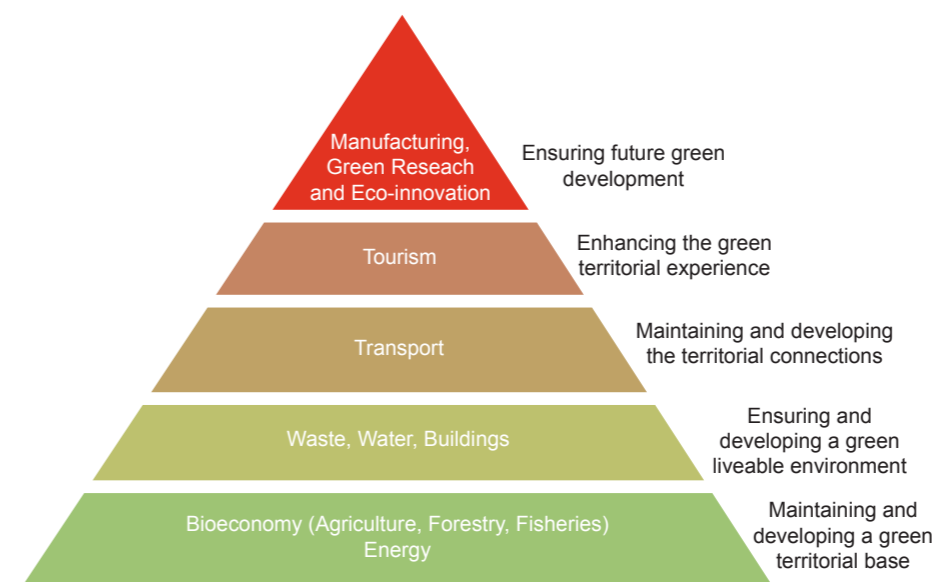 Manufacturing,
Green Reseach
and Eco-innovation
Ensuring future green
development
Tourism
Enhancing the green
territorial experience
Transport
Maintaining and developing
the territorial connections
Waste, Water, Buildings
Ensuring and
developing a green
liveable environment
Bioeconomy (Agriculture, Forestry, Fisheries)
Energy
Maintaining and
developing a green
territorial base